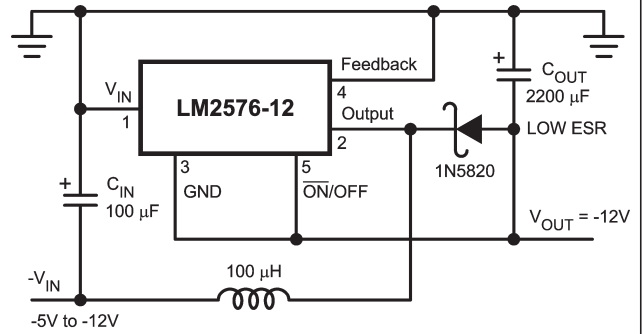 Feedback
4
+
C_OUT
2200 µF
V_IN
1
LM2576-12
Output
2
LOW ESR
1N5820
3
GND
5
O̅N̅/OFF
+
C_IN
100 µF
V_OUT = -12V
100 µH
-V_IN
-5V to -12V